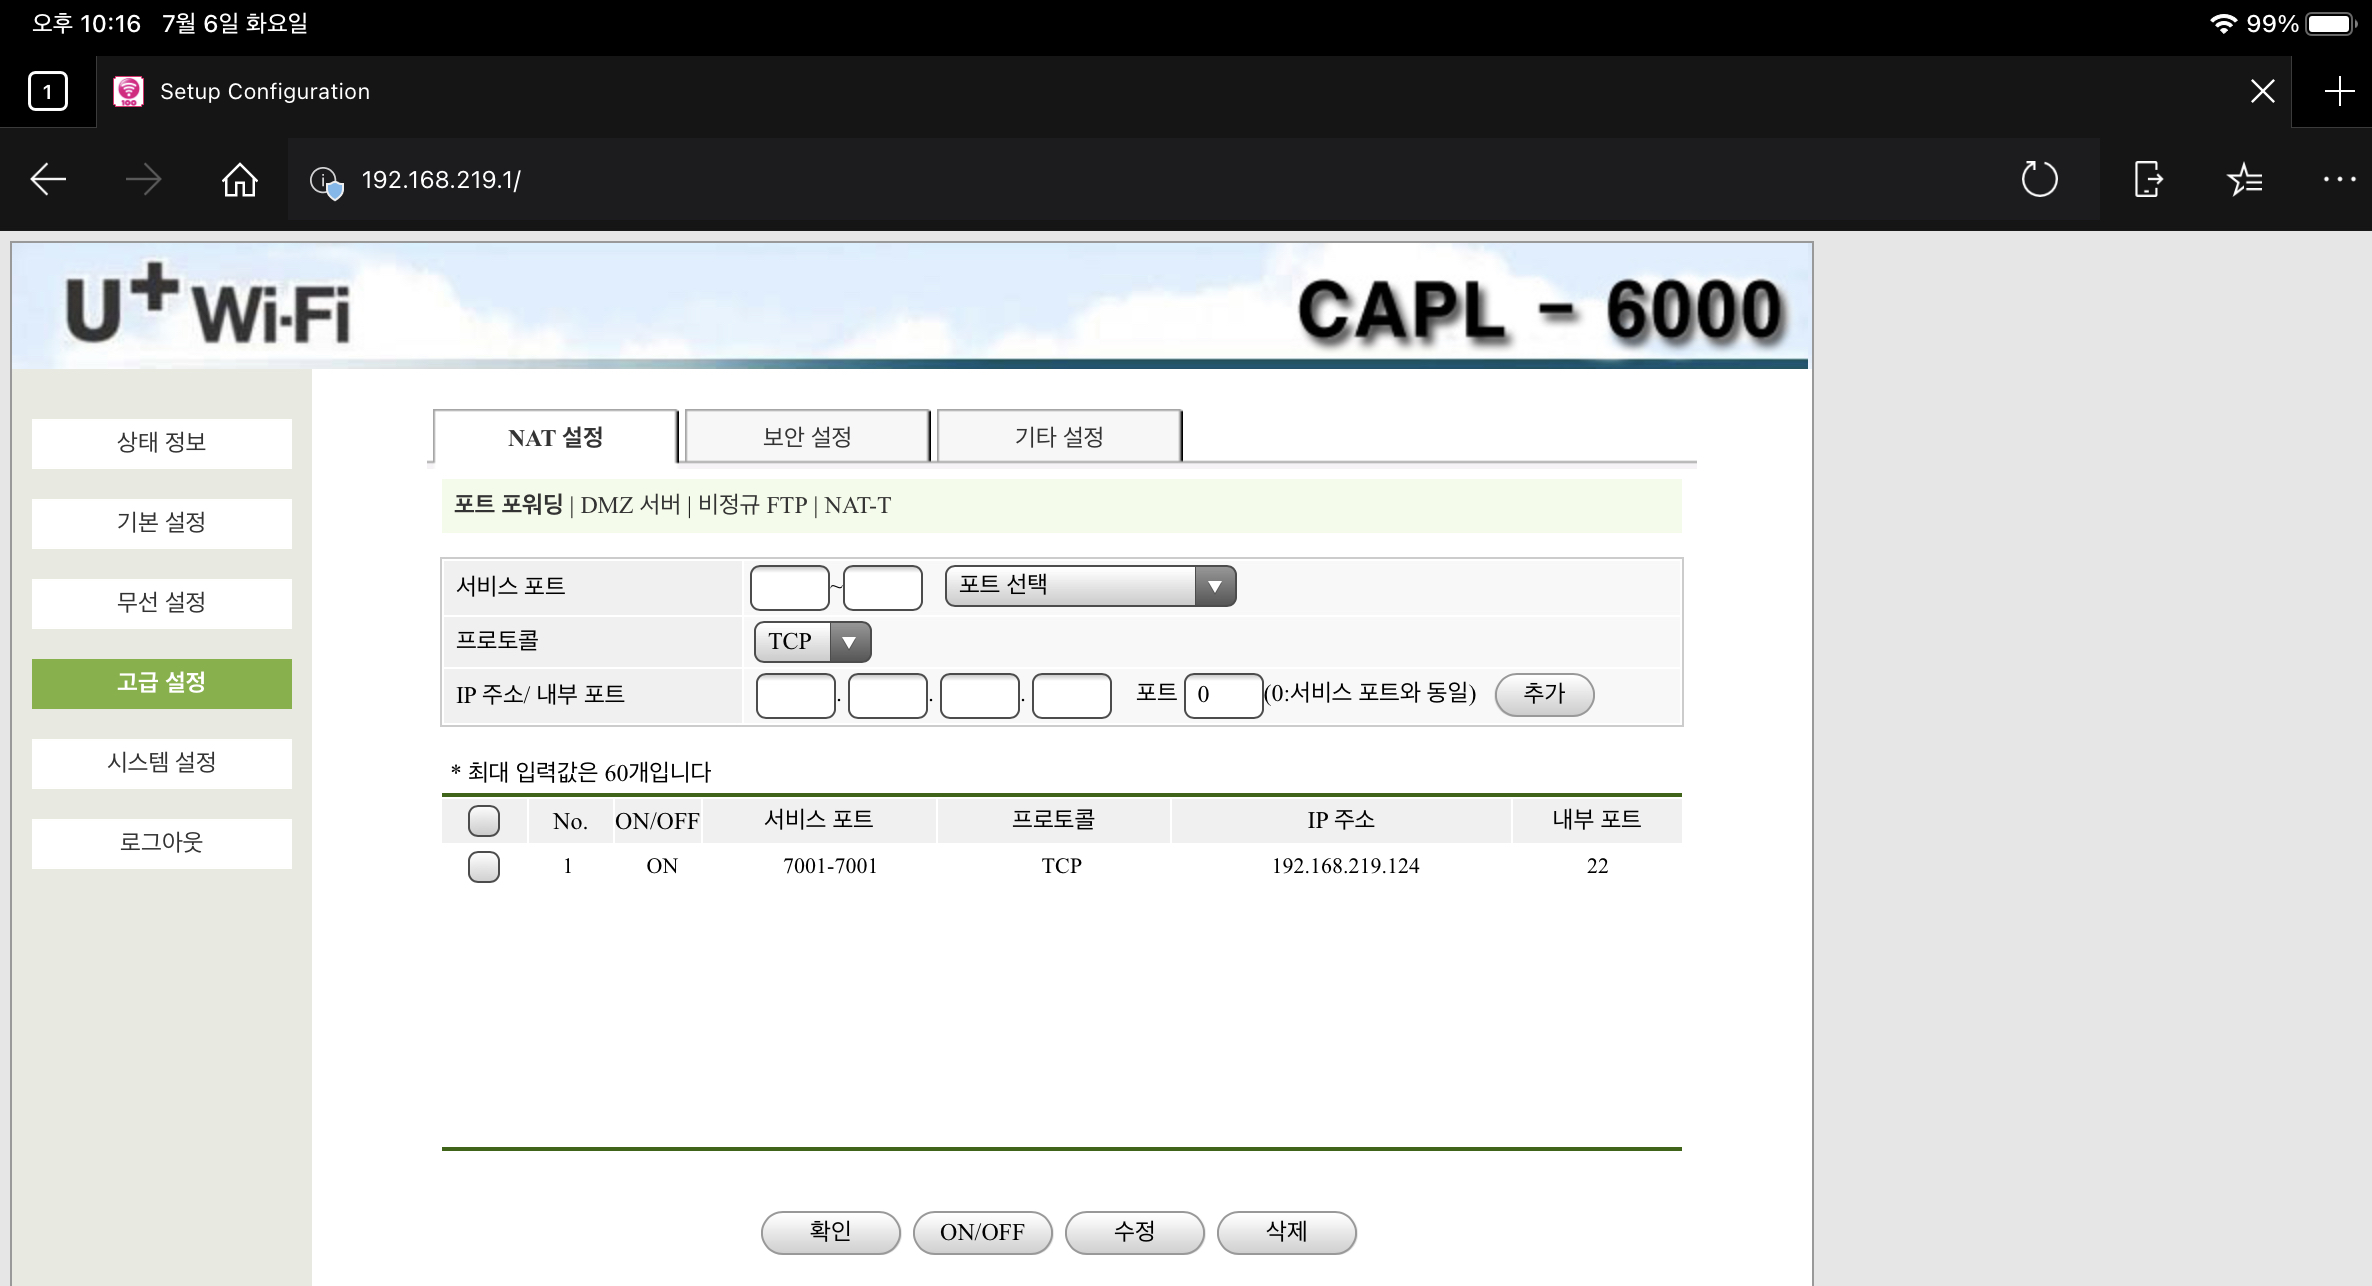 오후 10:16 7월 6일 화요일 99%
1 Setup Configuration
192.168.219.1/
U+ Wi-Fi CAPL - 6000
상태 정보
기본 설정
무선 설정
고급 설정
시스템 설정
로그아웃
NAT 설정 보안 설정 기타 설정
포트 포워딩 | DMZ 서버 | 비정규 FTP | NAT-T
서비스 포트 ~ 포트 선택
프로토콜 TCP
IP 주소/ 내부 포트 . . . 포트 0 (0:서비스 포트와 동일) 추가
* 최대 입력값은 60개입니다
No. ON/OFF 서비스 포트 프로토콜 IP 주소 내부 포트
1 ON 7001-7001 TCP 192.168.219.124 22
확인 ON/OFF 수정 삭제